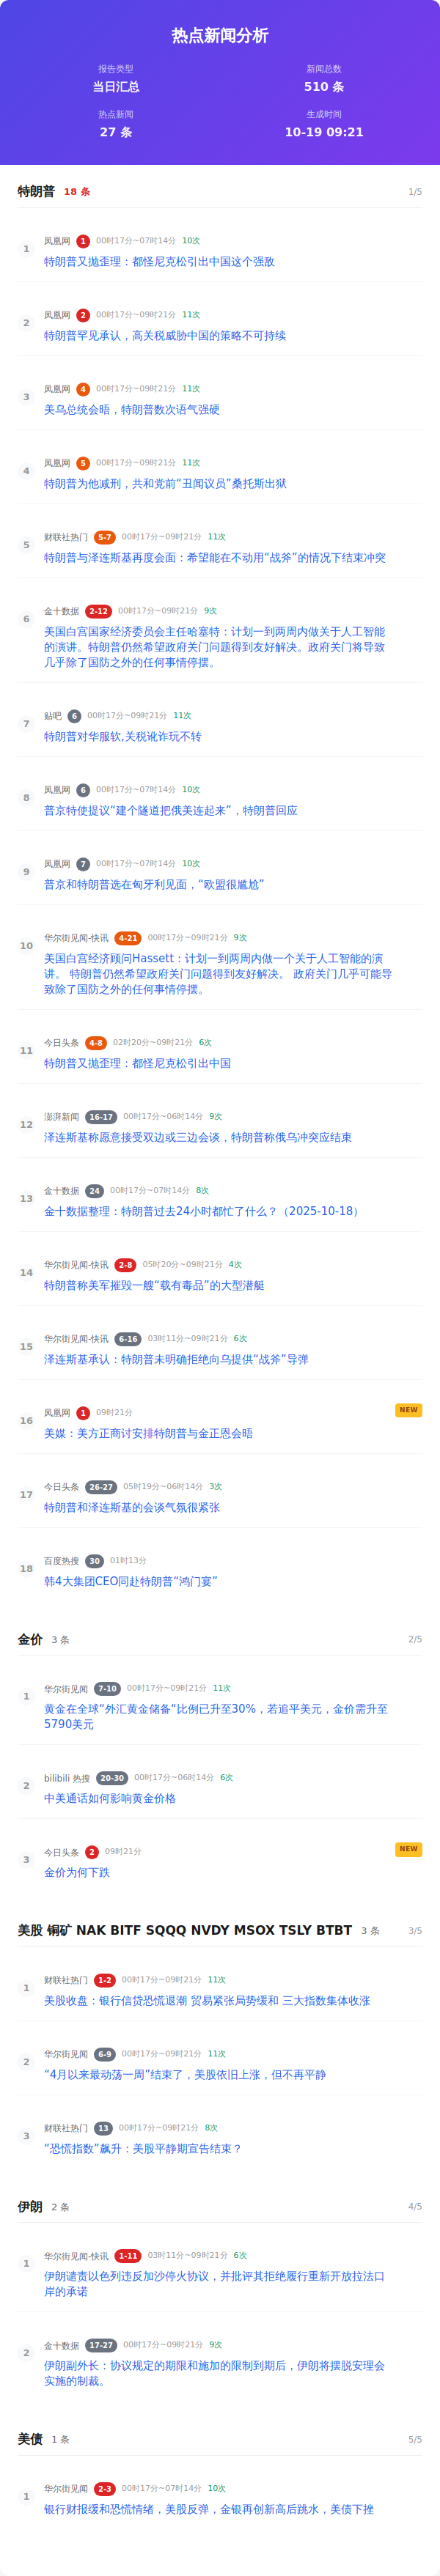 热点新闻分析
报告类型
当日汇总
新闻总数
510 条
热点新闻
27 条
生成时间
10-19 09:21
特朗普 18 条 1/5
1 凤凰网 1 00时17分~07时14分 10次
特朗普又抛歪理：都怪尼克松引出中国这个强敌
2 凤凰网 2 00时17分~09时21分 11次
特朗普罕见承认，高关税威胁中国的策略不可持续
3 凤凰网 4 00时17分~09时21分 11次
美乌总统会晤，特朗普数次语气强硬
4 凤凰网 5 00时17分~09时21分 11次
特朗普为他减刑，共和党前“丑闻议员”桑托斯出狱
5 财联社热门 5-7 00时17分~09时21分 11次
特朗普与泽连斯基再度会面：希望能在不动用“战斧”的情况下结束冲突
6 金十数据 2-12 00时17分~09时21分 9次
美国白宫国家经济委员会主任哈塞特：计划一到两周内做关于人工智能
的演讲。特朗普仍然希望政府关门问题得到友好解决。政府关门将导致
几乎除了国防之外的任何事情停摆。
7 贴吧 6 00时17分~09时21分 11次
特朗普对华服软,关税讹诈玩不转
8 凤凰网 6 00时17分~07时14分 10次
普京特使提议“建个隧道把俄美连起来”，特朗普回应
9 凤凰网 7 00时17分~07时14分 10次
普京和特朗普选在匈牙利见面，“欧盟很尴尬”
10 华尔街见闻-快讯 4-21 00时17分~09时21分 9次
美国白宫经济顾问Hassett：计划一到两周内做一个关于人工智能的演
讲。 特朗普仍然希望政府关门问题得到友好解决。 政府关门几乎可能导
致除了国防之外的任何事情停摆。
11 今日头条 4-8 02时20分~09时21分 6次
特朗普又抛歪理：都怪尼克松引出中国
12 澎湃新闻 16-17 00时17分~06时14分 9次
泽连斯基称愿意接受双边或三边会谈，特朗普称俄乌冲突应结束
13 金十数据 24 00时17分~07时14分 8次
金十数据整理：特朗普过去24小时都忙了什么？（2025-10-18）
14 华尔街见闻-快讯 2-8 05时20分~09时21分 4次
特朗普称美军摧毁一艘“载有毒品”的大型潜艇
15 华尔街见闻-快讯 6-16 03时11分~09时21分 6次
泽连斯基承认：特朗普未明确拒绝向乌提供“战斧”导弹
16 凤凰网 1 09时21分 NEW
美媒：美方正商讨安排特朗普与金正恩会晤
17 今日头条 26-27 05时19分~06时14分 3次
特朗普和泽连斯基的会谈气氛很紧张
18 百度热搜 30 01时13分
韩4大集团CEO同赴特朗普“鸿门宴”
金价 3 条 2/5
1 华尔街见闻 7-10 00时17分~09时21分 11次
黄金在全球“外汇黄金储备“比例已升至30%，若追平美元，金价需升至
5790美元
2 bilibili 热搜 20-30 00时17分~06时14分 6次
中美通话如何影响黄金价格
3 今日头条 2 09时21分 NEW
金价为何下跌
美股 铜矿 NAK BITF SQQQ NVDY MSOX TSLY BTBT 3 条 3/5
1 财联社热门 1-2 00时17分~09时21分 11次
美股收盘：银行信贷恐慌退潮 贸易紧张局势缓和 三大指数集体收涨
2 华尔街见闻 6-9 00时17分~09时21分 11次
“4月以来最动荡一周”结束了，美股依旧上涨，但不再平静
3 财联社热门 13 00时17分~09时21分 8次
“恐慌指数”飙升：美股平静期宣告结束？
伊朗 2 条 4/5
1 华尔街见闻-快讯 1-11 03时11分~09时21分 6次
伊朗谴责以色列违反加沙停火协议，并批评其拒绝履行重新开放拉法口
岸的承诺
2 金十数据 17-27 00时17分~09时21分 9次
伊朗副外长：协议规定的期限和施加的限制到期后，伊朗将摆脱安理会
实施的制裁。
美债 1 条 5/5
1 华尔街见闻 2-3 00时17分~07时14分 10次
银行财报缓和恐慌情绪，美股反弹，金银再创新高后跳水，美债下挫